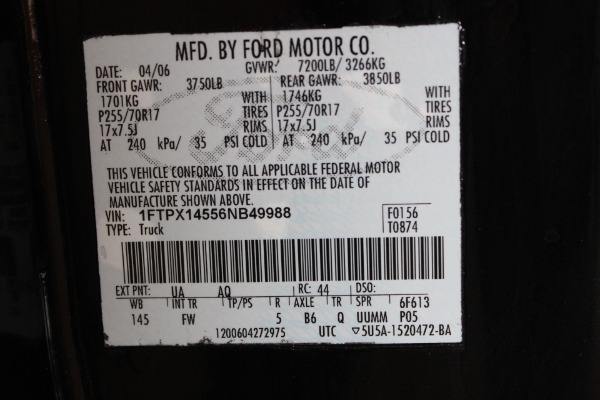 MFD. BY FORD MOTOR CO.
DATE: 04/06 GVWR: 7200LB/ 3266KG
FRONT GAWR: 3750LB REAR GAWR: 3850LB
1701KG WITH 1746KG WITH
P255/70R17 TIRES P255/70R17 TIRES
17x7.5J RIMS 17x7.5J RIMS
AT 240 kPa/ 35 PSI COLD AT 240 kPa/ 35 PSI COLD
THIS VEHICLE CONFORMS TO ALL APPLICABLE FEDERAL MOTOR
VEHICLE SAFETY STANDARDS IN EFFECT ON THE DATE OF
MANUFACTURE SHOWN ABOVE.
VIN: 1FTPX14556NB49988 F0156
TYPE: Truck T0874
EXT PNT: UA AQ RC: 44 DSO:
WB INT TR TP/PS R AXLE TR SPR 6F613
145 FW 5 B6 Q UUMM P05
1200604272975 UTC ▽5U5A-1520472-BA
Ford